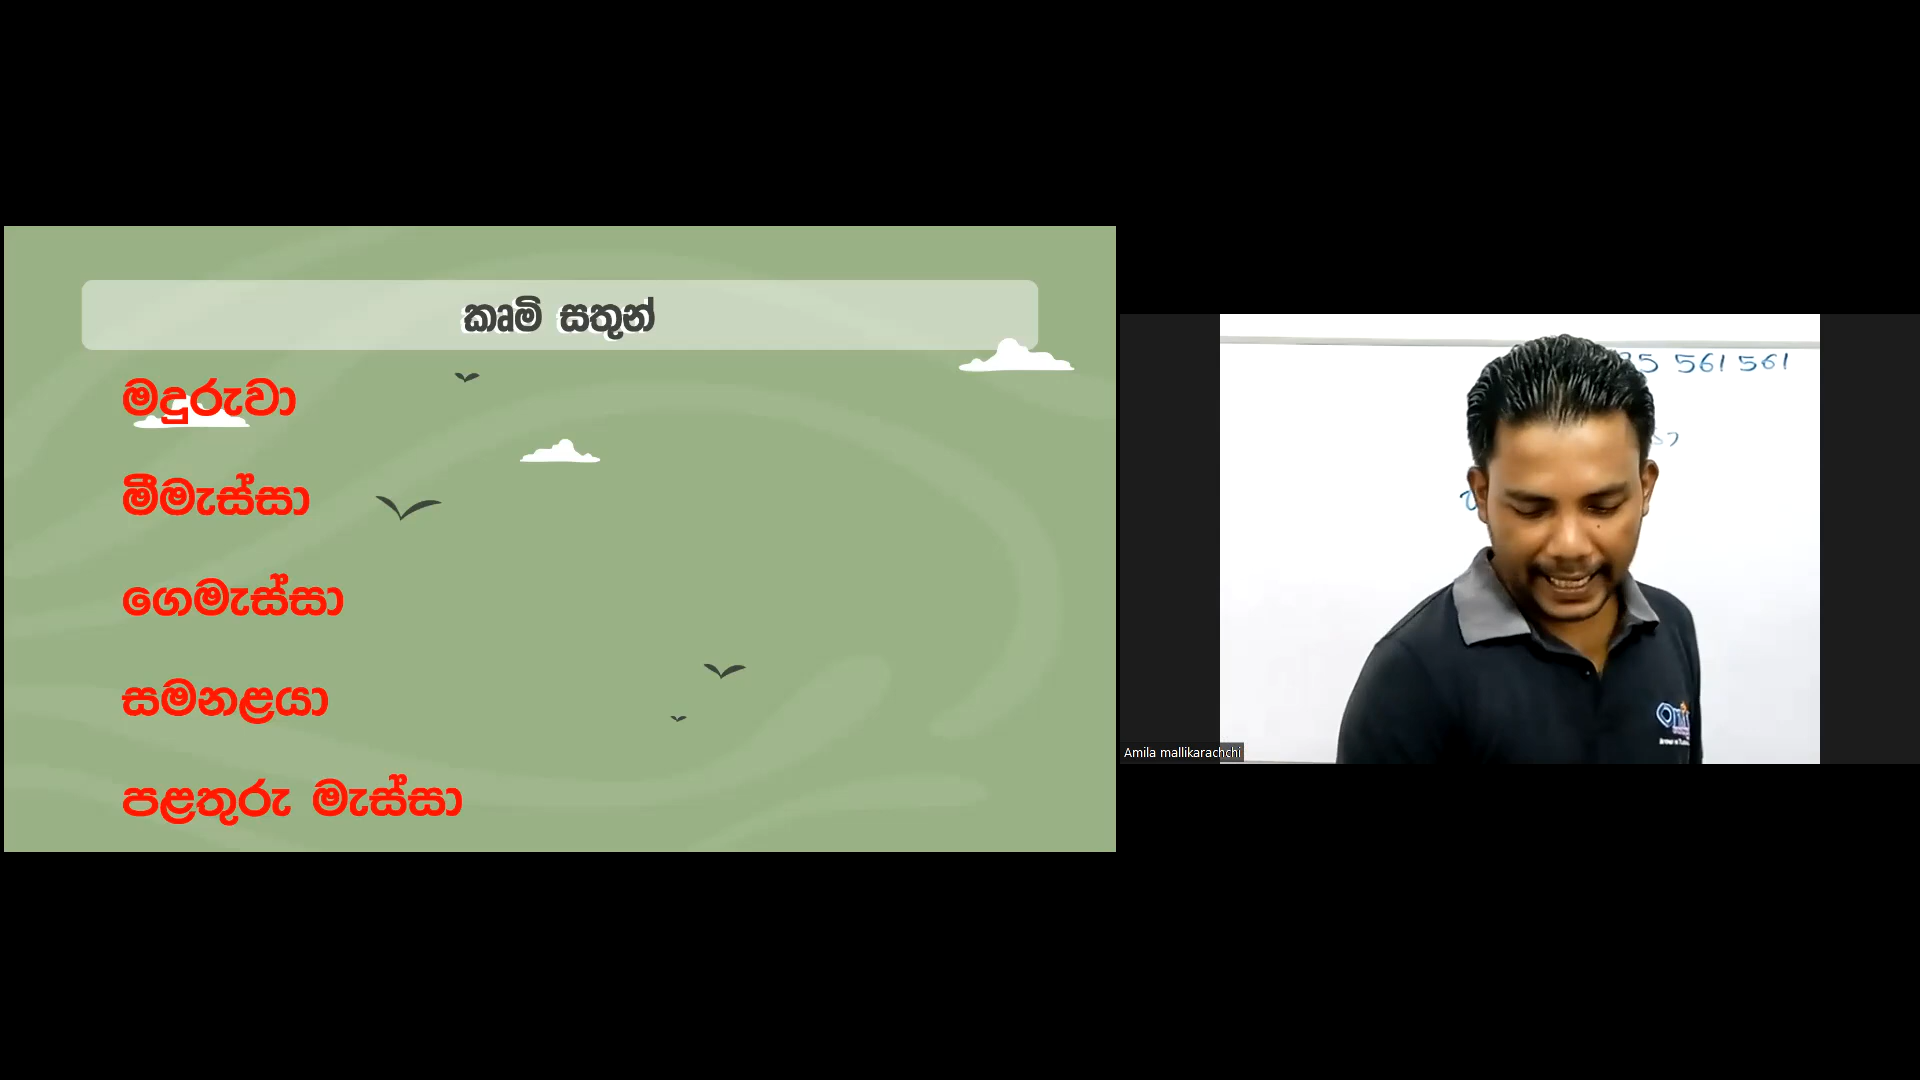 කෘමි සතුන්
මදුරුවා
මීමැස්සා
ගෙමැස්සා
සමනළයා
පළතුරු මැස්සා
561 561
Amila mallikarachchi